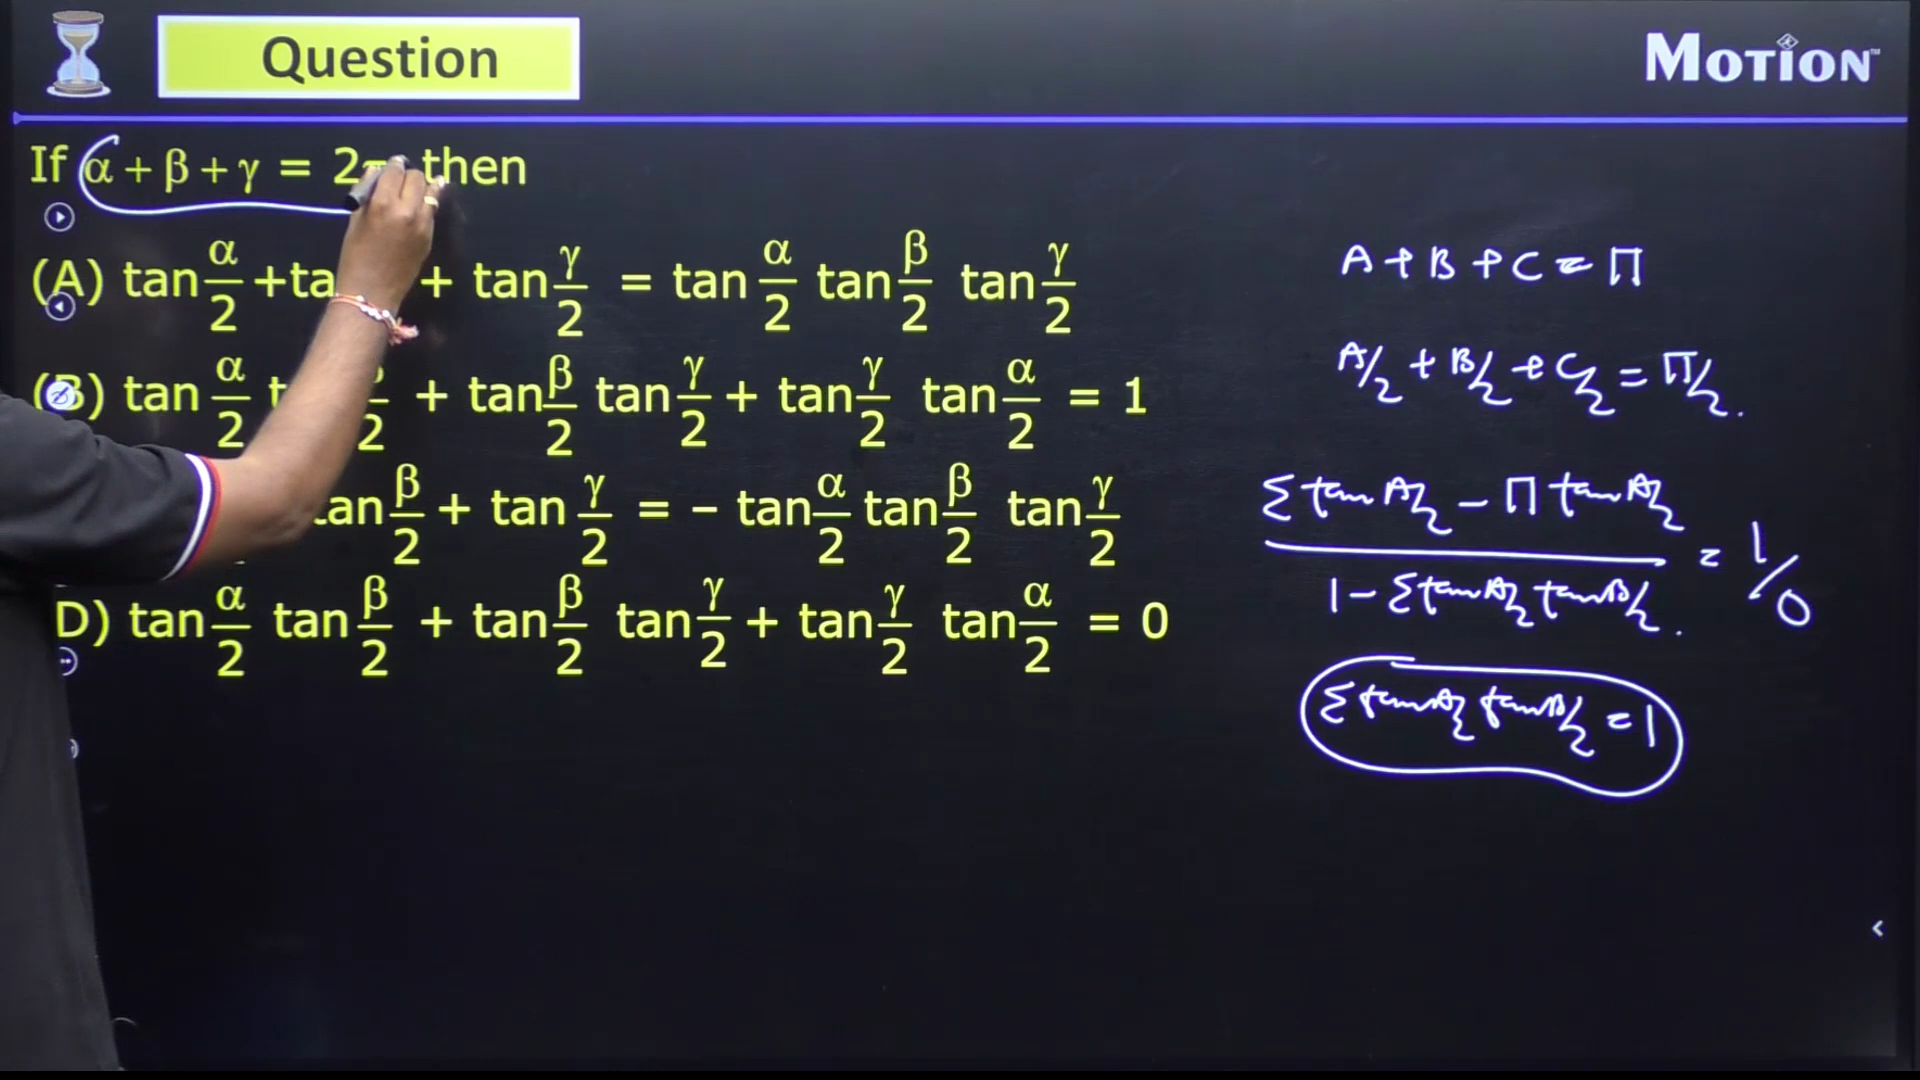 Question
MOTION
If α + β + γ = 2π then
(A) tan α/2 + ta + tan γ/2 = tan α/2 tan β/2 tan γ/2
(B) tan α/2 t /2 + tan β/2 tan γ/2 + tan γ/2 tan α/2 = 1
tan β/2 + tan γ/2 = – tan α/2 tan β/2 tan γ/2
D) tan α/2 tan β/2 + tan β/2 tan γ/2 + tan γ/2 tan α/2 = 0
A + B + C = Π
A/2 + B/2 + C/2 = Π/2.
Σ tan A/2 – Π tan A/2
1 – Σ tan A/2 tan B/2. = 1/0
Σ tan A/2 tan B/2 = 1